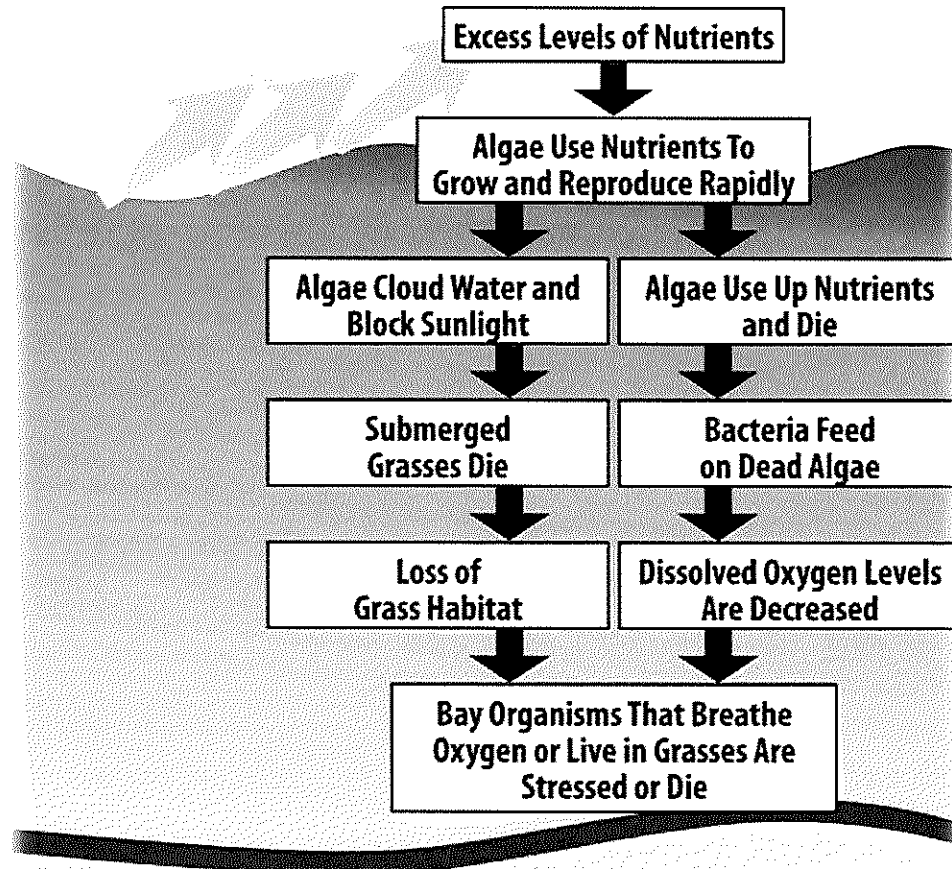 Excess Levels of Nutrients
Algae Use Nutrients To
Grow and Reproduce Rapidly
Algae Cloud Water and
Block Sunlight
Algae Use Up Nutrients
and Die
Submerged
Grasses Die
Bacteria Feed
on Dead Algae
Loss of
Grass Habitat
Dissolved Oxygen Levels
Are Decreased
Bay Organisms That Breathe
Oxygen or Live in Grasses Are
Stressed or Die